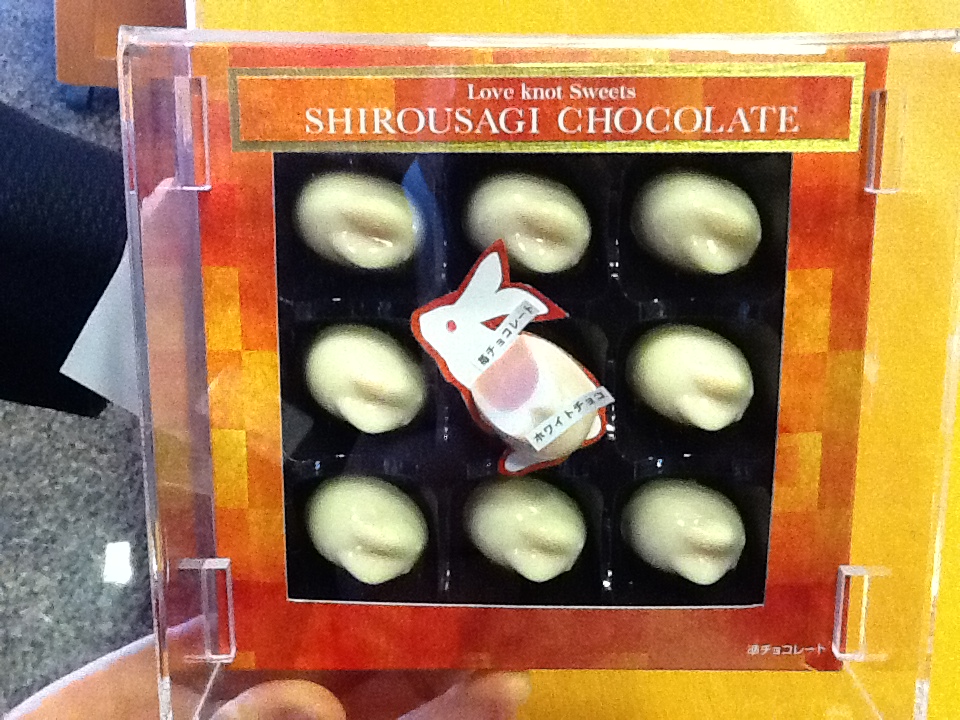 Love knot Sweets
SHIROUSAGI CHOCOLATE
苺チョコレート
ホワイトチョコ
苺チョコレート